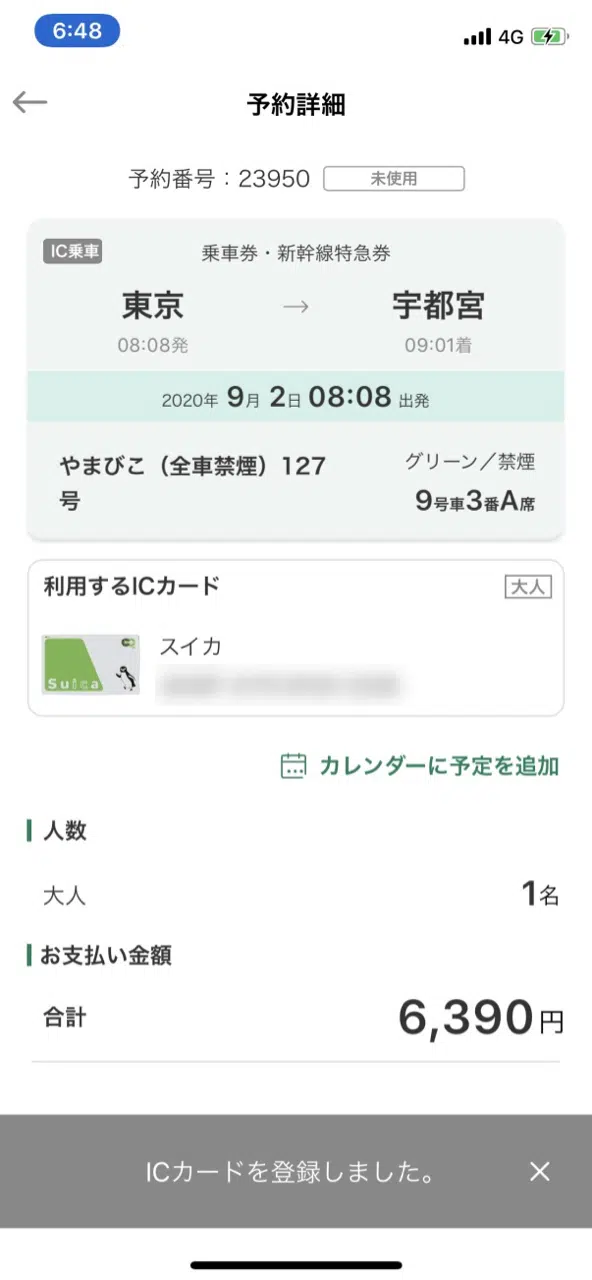 6:48
4G
予約詳細
予約番号：23950 未使用
IC乗車 乗車券・新幹線特急券
東京 → 宇都宮
08:08発 09:01着
2020年 9月 2日 08:08 出発
やまびこ（全車禁煙）127
号
グリーン／禁煙
9号車3番A席
利用するICカード 大人
Suica
スイカ
カレンダーに予定を追加
人数
大人 1名
お支払い金額
合計 6,390円
ICカードを登録しました。 ×